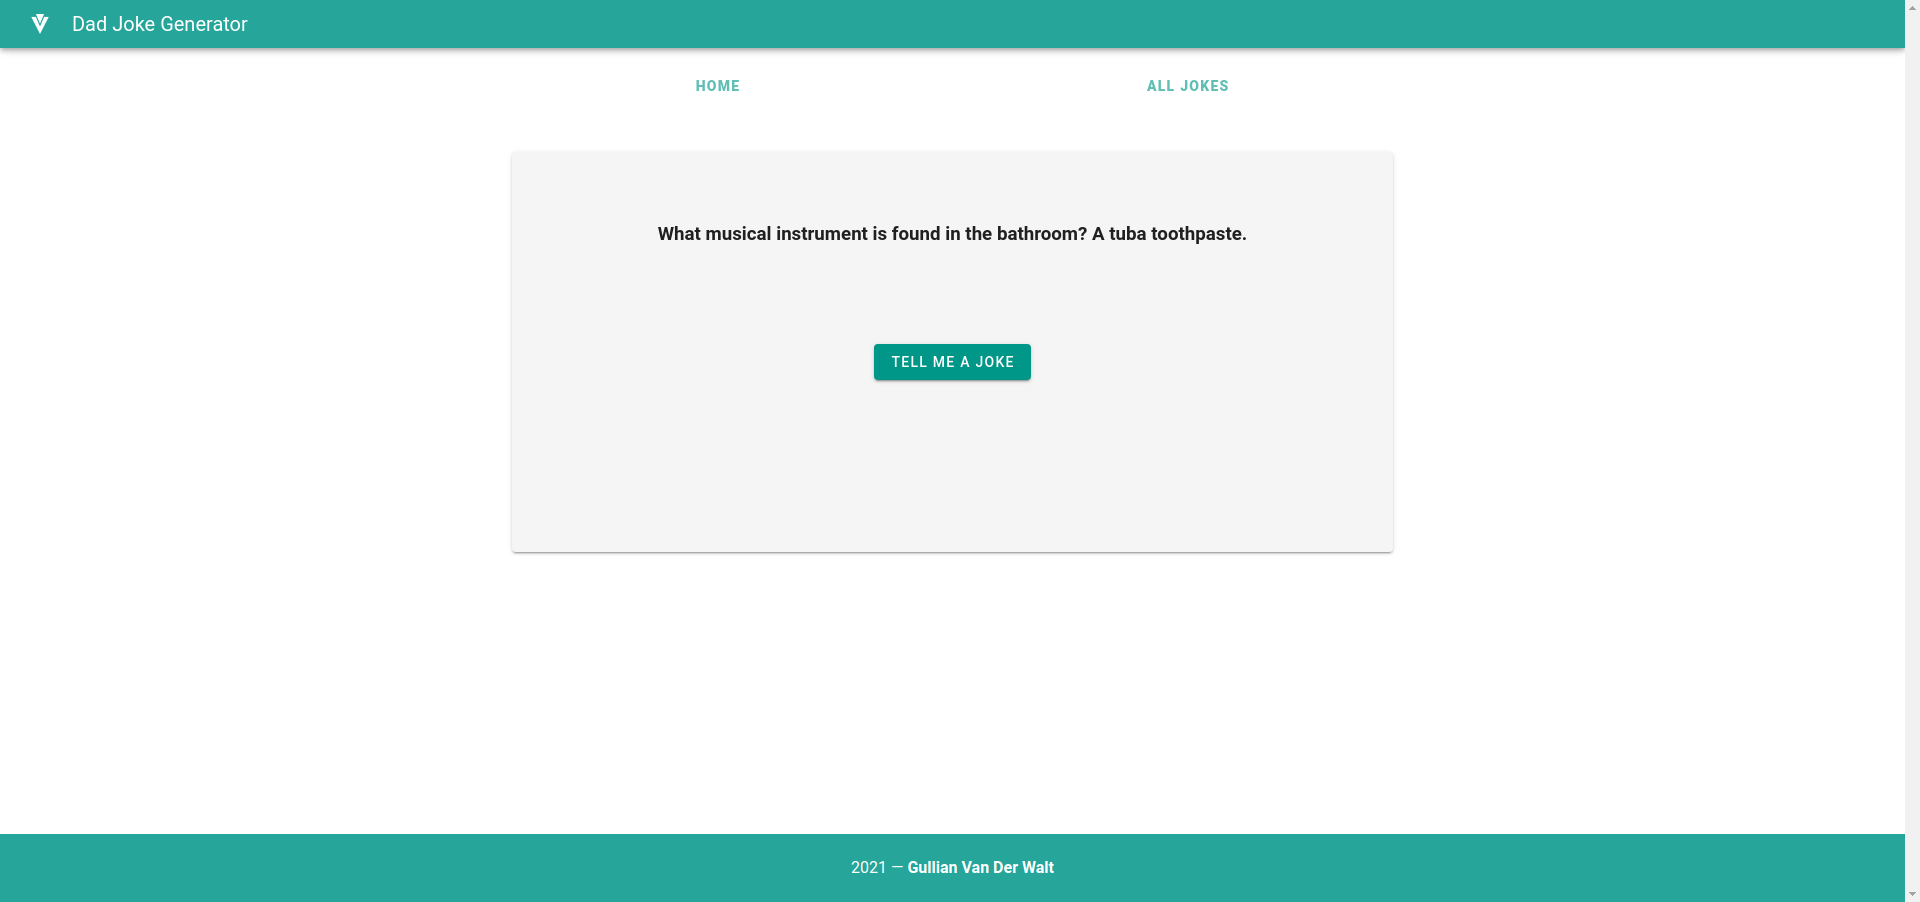 Dad Joke Generator
HOME
ALL JOKES
What musical instrument is found in the bathroom? A tuba toothpaste.
TELL ME A JOKE
2021 — Gullian Van Der Walt